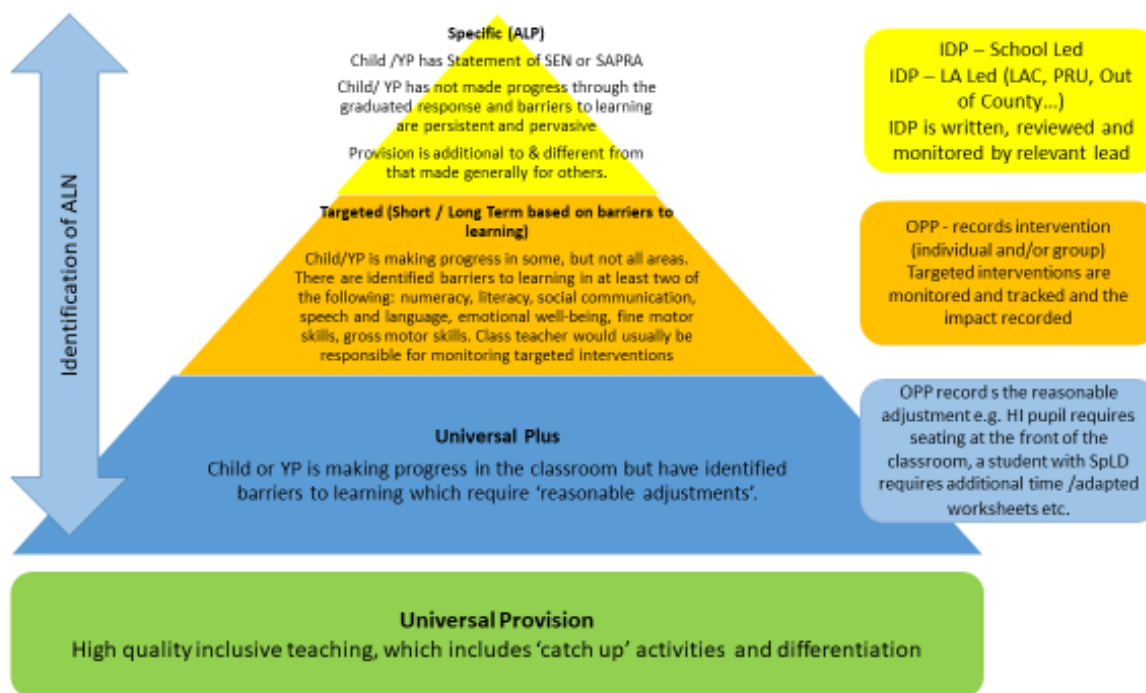 Identification of ALN
Specific (ALP)
Child /YP has Statement of SEN or SAPRA
Child/ YP has not made progress through the
graduated response and barriers to learning
are persistent and pervasive
Provision is additional to & different from
that made generally for others.
IDP – School Led
IDP – LA Led (LAC, PRU, Out
of County...)
IDP is written, reviewed and
monitored by relevant lead
Targeted (Short / Long Term based on barriers to
learning)
Child/YP is making progress in some, but not all areas.
There are identified barriers to learning in at least two of
the following: numeracy, literacy, social communication,
speech and language, emotional well-being, fine motor
skills, gross motor skills. Class teacher would usually be
responsible for monitoring targeted interventions
OPP - records intervention
(individual and/or group)
Targeted interventions are
monitored and tracked and the
impact recorded
Universal Plus
Child or YP is making progress in the classroom but have identified
barriers to learning which require ‘reasonable adjustments’.
OPP record s the reasonable
adjustment e.g. HI pupil requires
seating at the front of the
classroom, a student with SpLD
requires additional time /adapted
worksheets etc.
Universal Provision
High quality inclusive teaching, which includes ‘catch up’ activities and differentiation